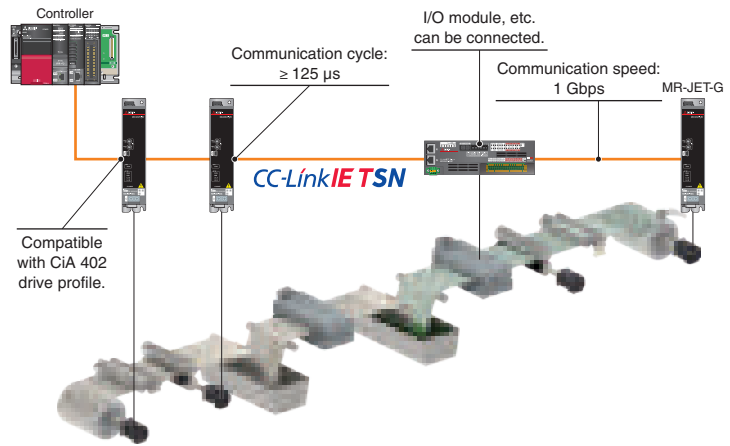 Controller
I/O module, etc.
can be connected.
Communication cycle:
≥ 125 µs
Communication speed:
1 Gbps
MR-JET-G
CC-Link IE TSN
Compatible
with CiA 402
drive profile.